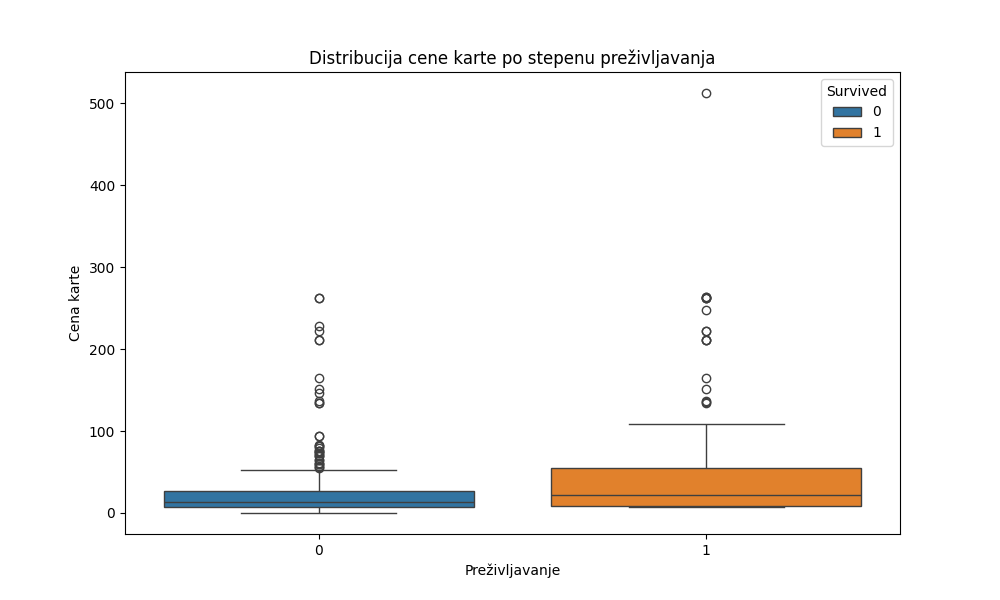 Distribucija cene karte po stepenu preživljavanja
Survived
0
1
Cena karte
500
400
300
200
100
0
0
1
Preživljavanje